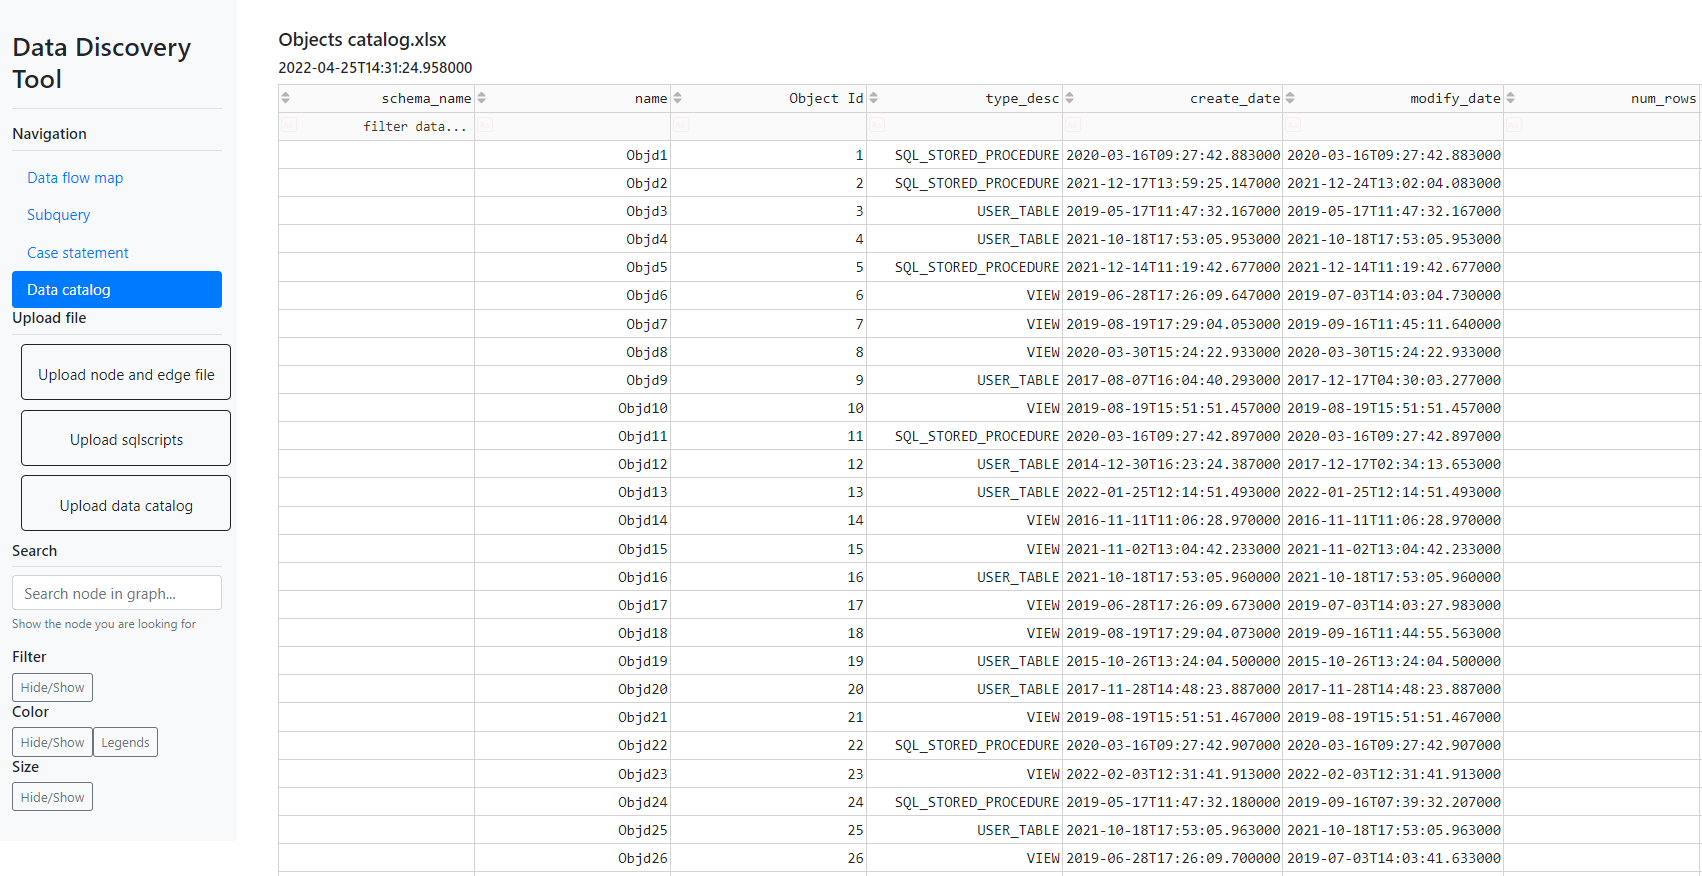 Data Discovery
Tool
Navigation
Data flow map
Subquery
Case statement
Data catalog
Upload file
Upload node and edge file
Upload sqlscripts
Upload data catalog
Search
Search node in graph...
Show the node you are looking for
Filter
Hide/Show
Color
Hide/Show Legends
Size
Hide/Show
Objects catalog.xlsx
2022-04-25T14:31:24.958000
schema_name name Object Id type_desc create_date modify_date num_rows
filter data...
Objd1 1 SQL_STORED_PROCEDURE 2020-03-16T09:27:42.883000 2020-03-16T09:27:42.883000
Objd2 2 SQL_STORED_PROCEDURE 2021-12-17T13:59:25.147000 2021-12-24T13:02:04.083000
Objd3 3 USER_TABLE 2019-05-17T11:47:32.167000 2019-05-17T11:47:32.167000
Objd4 4 USER_TABLE 2021-10-18T17:53:05.953000 2021-10-18T17:53:05.953000
Objd5 5 SQL_STORED_PROCEDURE 2021-12-14T11:19:42.677000 2021-12-14T11:19:42.677000
Objd6 6 VIEW 2019-06-28T17:26:09.647000 2019-07-03T14:03:04.730000
Objd7 7 VIEW 2019-08-19T17:29:04.053000 2019-09-16T11:45:11.640000
Objd8 8 VIEW 2020-03-30T15:24:22.933000 2020-03-30T15:24:22.933000
Objd9 9 USER_TABLE 2017-08-07T16:04:40.293000 2017-12-17T04:30:03.277000
Objd10 10 VIEW 2019-08-19T15:51:51.457000 2019-08-19T15:51:51.457000
Objd11 11 SQL_STORED_PROCEDURE 2020-03-16T09:27:42.897000 2020-03-16T09:27:42.897000
Objd12 12 USER_TABLE 2014-12-30T16:23:24.387000 2017-12-17T02:34:13.653000
Objd13 13 USER_TABLE 2022-01-25T12:14:51.493000 2022-01-25T12:14:51.493000
Objd14 14 VIEW 2016-11-11T11:06:28.970000 2016-11-11T11:06:28.970000
Objd15 15 VIEW 2021-11-02T13:04:42.233000 2021-11-02T13:04:42.233000
Objd16 16 USER_TABLE 2021-10-18T17:53:05.960000 2021-10-18T17:53:05.960000
Objd17 17 VIEW 2019-06-28T17:26:09.673000 2019-07-03T14:03:27.983000
Objd18 18 VIEW 2019-08-19T17:29:04.073000 2019-09-16T11:44:55.563000
Objd19 19 USER_TABLE 2015-10-26T13:24:04.500000 2015-10-26T13:24:04.500000
Objd20 20 USER_TABLE 2017-11-28T14:48:23.887000 2017-11-28T14:48:23.887000
Objd21 21 VIEW 2019-08-19T15:51:51.467000 2019-08-19T15:51:51.467000
Objd22 22 SQL_STORED_PROCEDURE 2020-03-16T09:27:42.907000 2020-03-16T09:27:42.907000
Objd23 23 VIEW 2022-02-03T12:31:41.913000 2022-02-03T12:31:41.913000
Objd24 24 SQL_STORED_PROCEDURE 2019-05-17T11:47:32.180000 2019-09-16T07:39:32.207000
Objd25 25 USER_TABLE 2021-10-18T17:53:05.963000 2021-10-18T17:53:05.963000
Objd26 26 VIEW 2019-06-28T17:26:09.700000 2019-07-03T14:03:41.633000